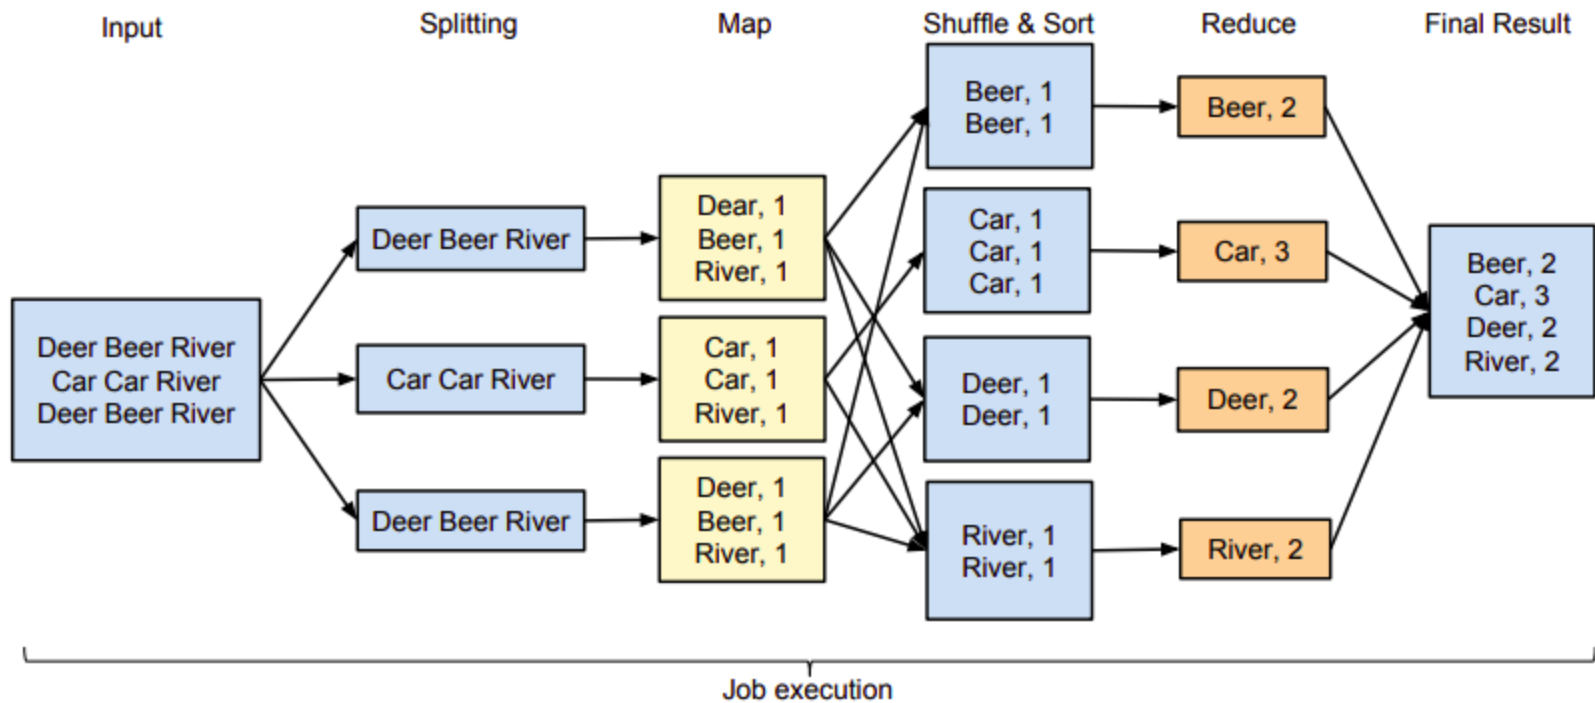 Input
Splitting
Map
Shuffle & Sort
Reduce
Final Result
Deer Beer River
Car Car River
Deer Beer River
Deer Beer River
Car Car River
Deer Beer River
Dear, 1
Beer, 1
River, 1
Car, 1
Car, 1
River, 1
Deer, 1
Beer, 1
River, 1
Beer, 1
Beer, 1
Car, 1
Car, 1
Car, 1
Deer, 1
Deer, 1
River, 1
River, 1
Beer, 2
Car, 3
Deer, 2
River, 2
Beer, 2
Car, 3
Deer, 2
River, 2
Job execution